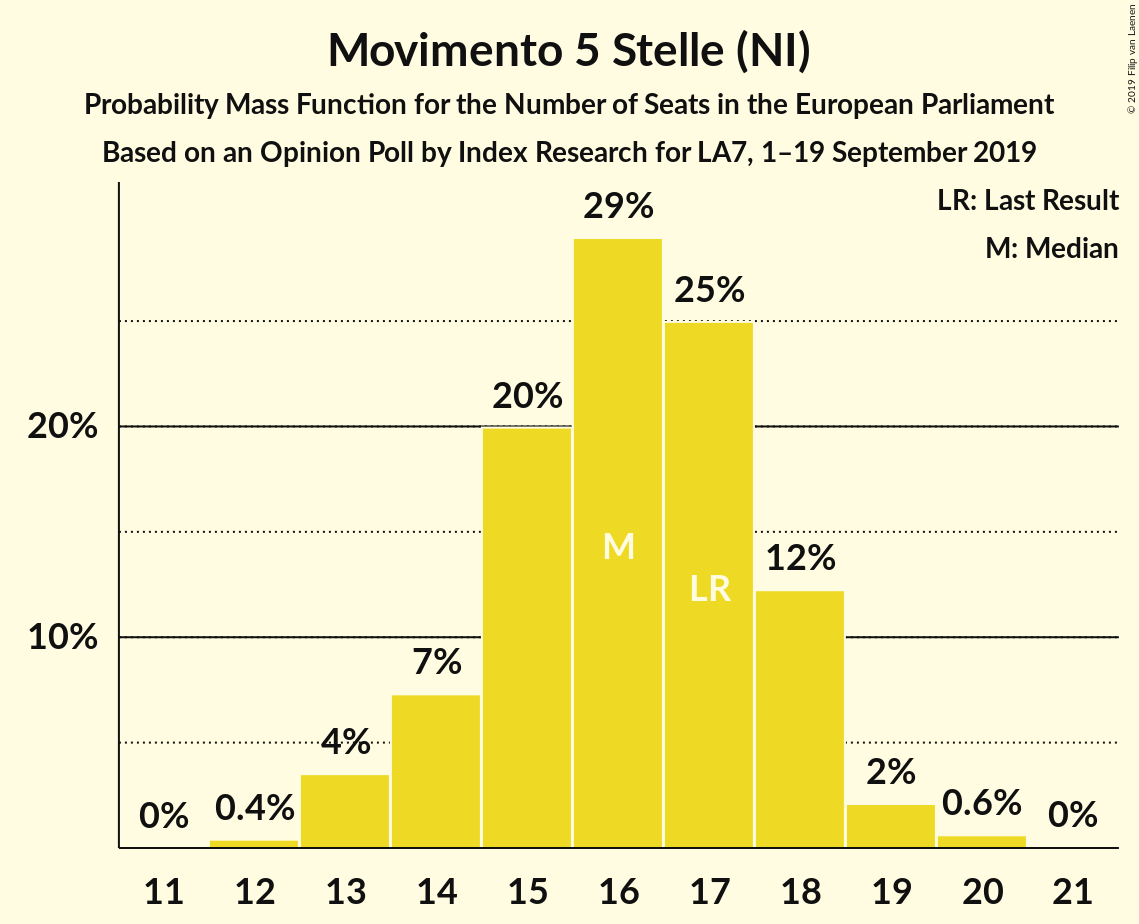 Movimento 5 Stelle (NI)
Probability Mass Function for the Number of Seats in the European Parliament
Based on an Opinion Poll by Index Research for LA7, 1–19 September 2019
© 2019 Filip van Laenen
LR: Last Result
M: Median
20%
10%
0%
0.4%
4%
7%
20%
29%
25%
12%
2%
0.6%
0%
M
LR
11 12 13 14 15 16 17 18 19 20 21